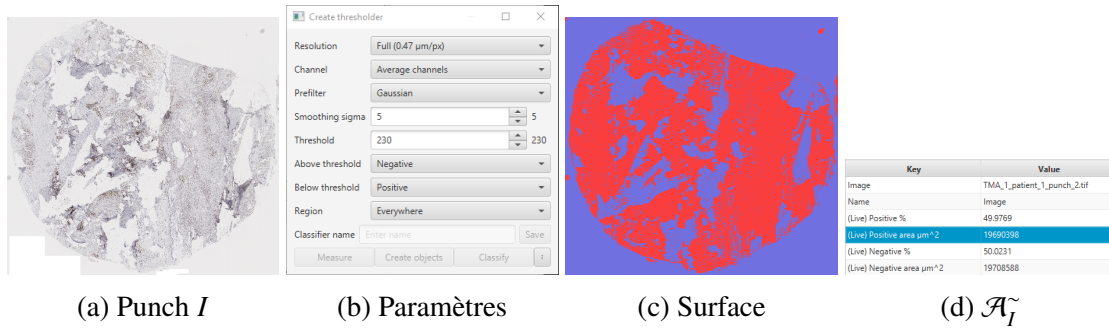 Create thresholder
Resolution Full (0.47 µm/px)
Channel Average channels
Prefilter Gaussian
Smoothing sigma 5 5
Threshold 230 230
Above threshold Negative
Below threshold Positive
Region Everywhere
Classifier name Enter name Save
Measure Create objects Classify
Key Value
Image TMA_1_patient_1_punch_2.tif
Name Image
(Live) Positive % 49.9769
(Live) Positive area µm^2 19690398
(Live) Negative % 50.0231
(Live) Negative area µm^2 19708588
(a) Punch I (b) Paramètres (c) Surface (d) 𝒜_I^~